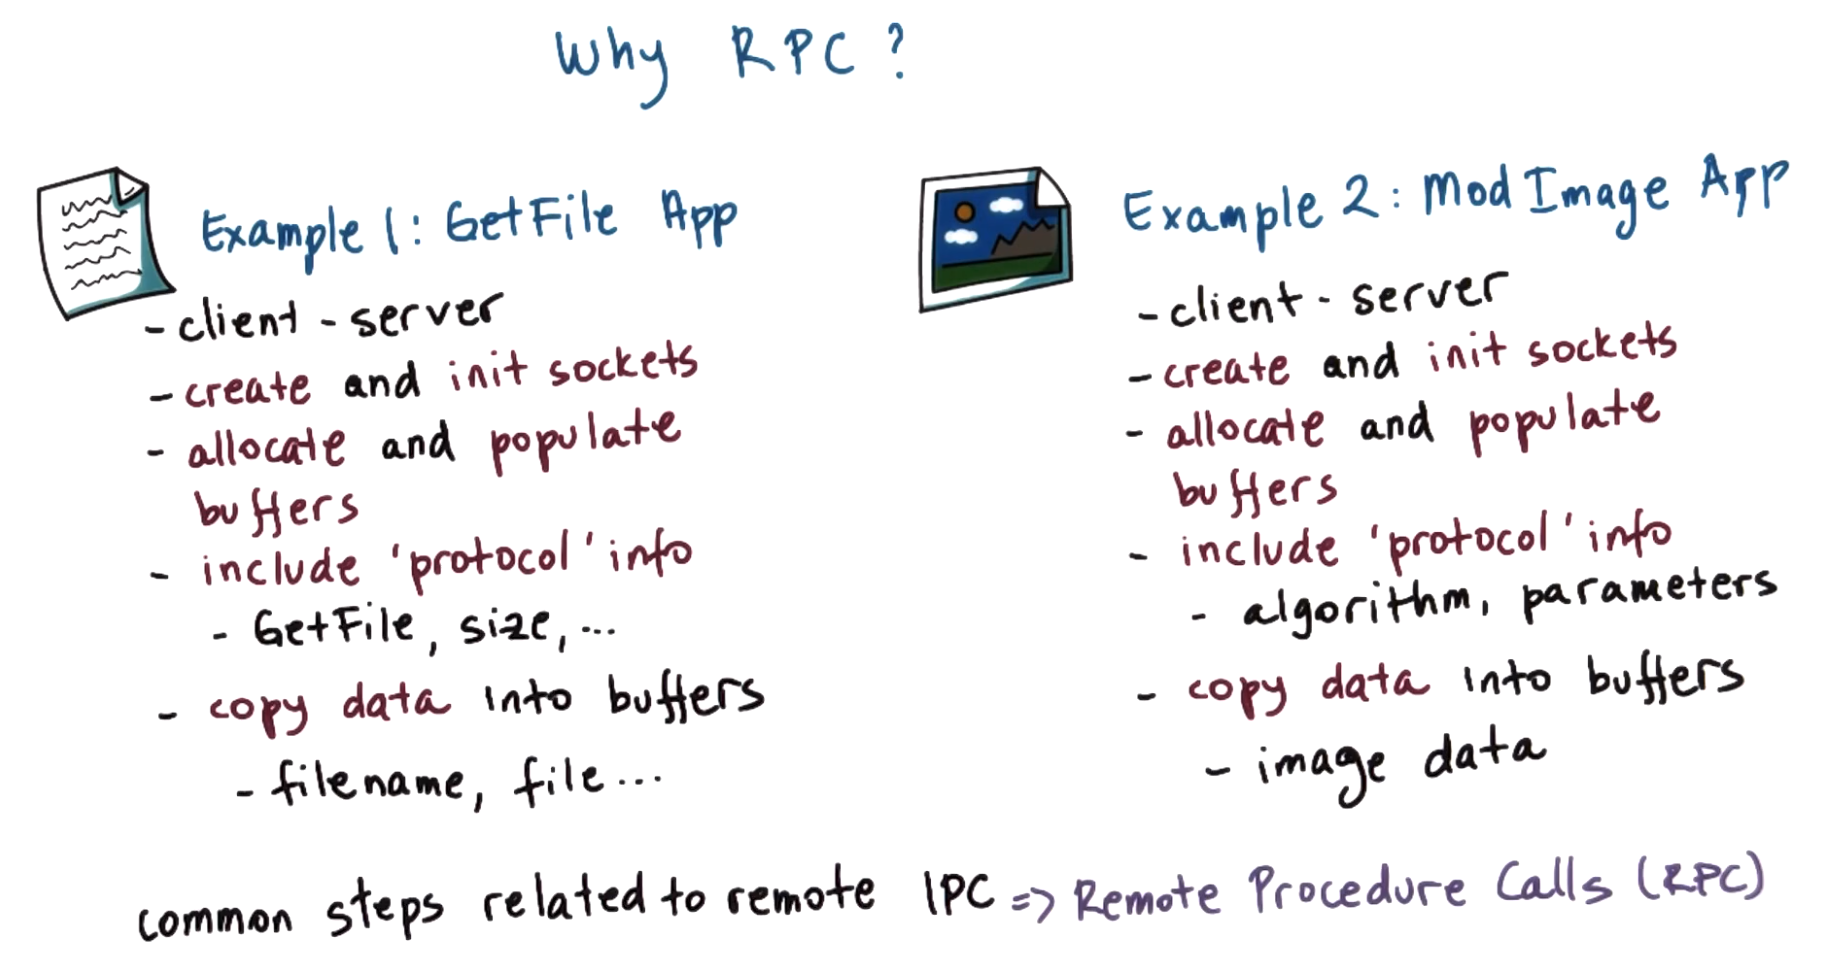 Why RPC?
Example 1: GetFile App
- client - server
- create and init sockets
- allocate and populate
buffers
- include 'protocol' info
- GetFile, size, ...
- copy data into buffers
- filename, file...
Example 2: Mod Image App
- client - server
- create and init sockets
- allocate and populate
buffers
- include 'protocol' info
- algorithm, parameters
- copy data into buffers
- image data
common steps related to remote IPC => Remote Procedure Calls (RPC)